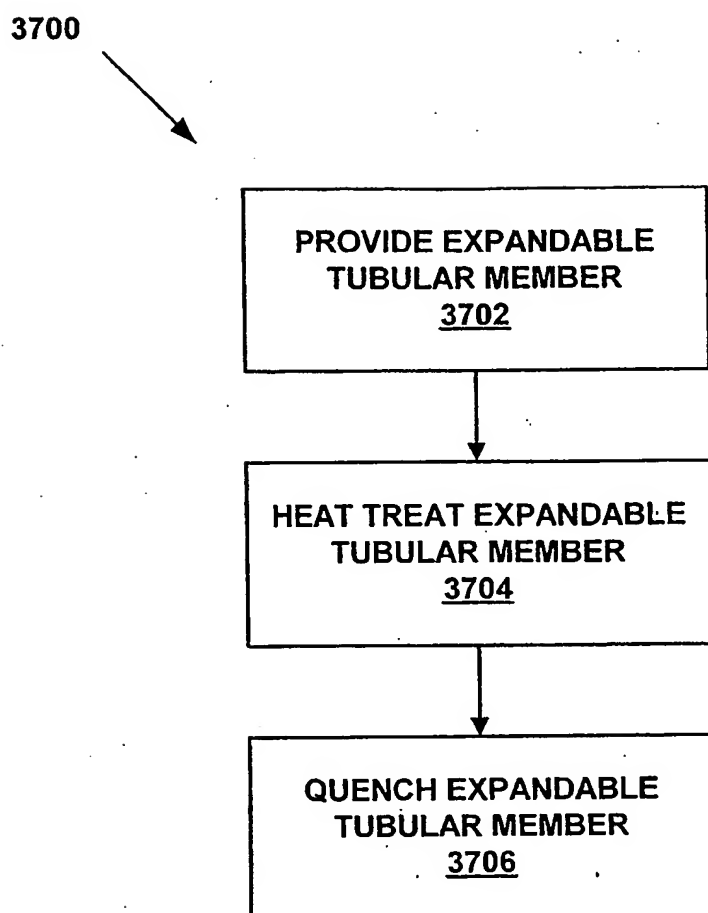 3700
PROVIDE EXPANDABLE
TUBULAR MEMBER
3702
HEAT TREAT EXPANDABLE
TUBULAR MEMBER
3704
QUENCH EXPANDABLE
TUBULAR MEMBER
3706